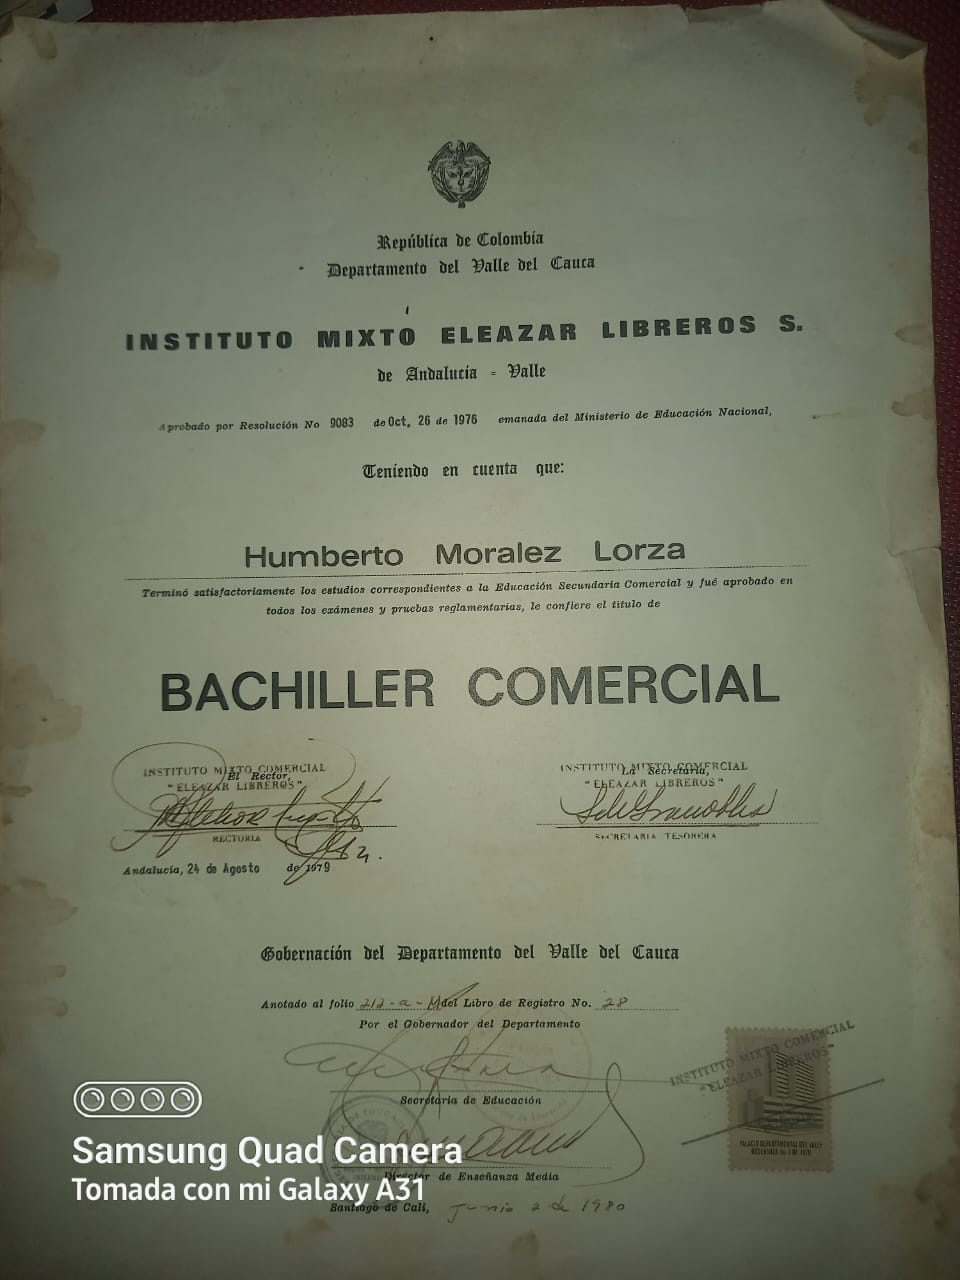 República de Colombia
Departamento del Valle del Cauca
INSTITUTO MIXTO ELEAZAR LIBREROS S.
de Andalucía = Valle
Aprobado por Resolución No 9083 de Oct. 26 de 1976 emanada del Ministerio de Educación Nacional,
Teniendo en cuenta que:
Humberto Moralez Lorza
Terminó satisfactoriamente los estudios correspondientes a la Educación Secundaria Comercial y fué aprobado en
todos los exámenes y pruebas reglamentarias, le confiere el título de
BACHILLER COMERCIAL
INSTITUTO MIXTO COMERCIAL
El Rector,
"ELEAZAR LIBREROS"
RECTORIA
INSTITUTO MIXTO COMERCIAL
La Secretaria,
"ELEAZAR LIBREROS"
SECRETARIA TESORERA
Andalucía, 24 de Agosto de 1979
Gobernación del Departamento del Valle del Cauca
Anotado al folio 212-a-M del Libro de Registro No. 28
Por el Gobernador del Departamento
Secretaría de Educación
INSTITUTO MIXTO COMERCIAL
"ELEAZAR LIBREROS"
PALACIO DEPARTAMENTAL DEL VALLE
Director de Enseñanza Media
Santiago de Cali, Junio 2 de 1980
Samsung Quad Camera
Tomada con mi Galaxy A31